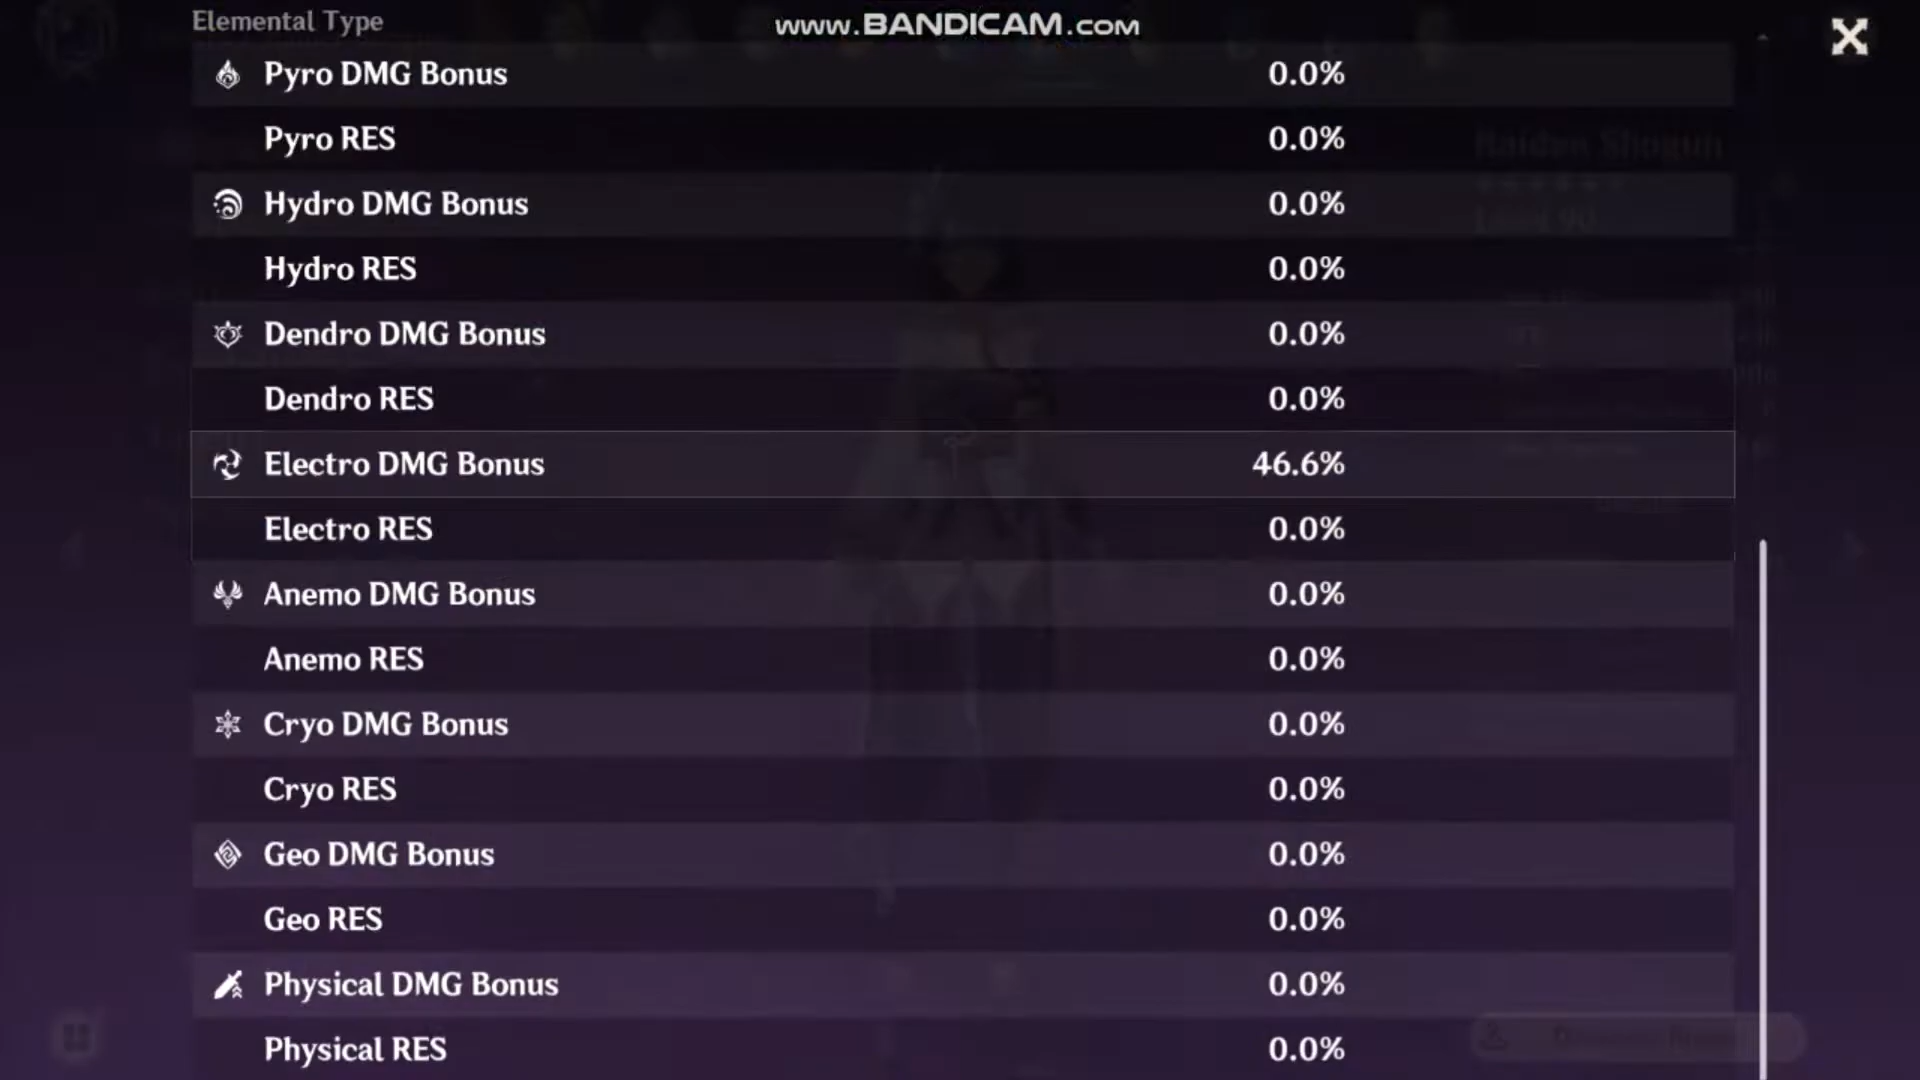 Elemental Type
www.BANDICAM.com
Pyro DMG Bonus 0.0%
Pyro RES 0.0%
Raiden Shogun
Hydro DMG Bonus 0.0%
Level 90
Hydro RES 0.0%
Dendro DMG Bonus 0.0%
Dendro RES 0.0%
Electro DMG Bonus 46.6%
Electro RES 0.0%
Anemo DMG Bonus 0.0%
Anemo RES 0.0%
Cryo DMG Bonus 0.0%
Cryo RES 0.0%
Geo DMG Bonus 0.0%
Geo RES 0.0%
Physical DMG Bonus 0.0%
Physical RES 0.0%